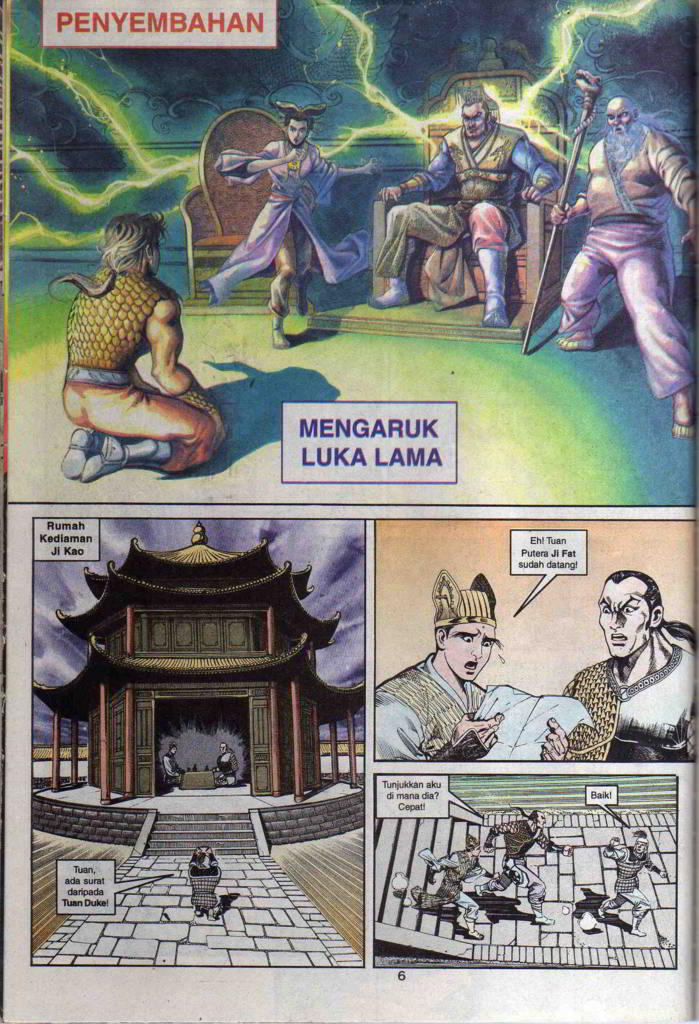 PENYEMBAHAN
MENGARUK
LUKA LAMA
Rumah
Kediaman
Ji Kao
Tuan,
ada surat
daripada
Tuan Duke!
Eh! Tuan
Putera Ji Fat
sudah datang!
Tunjukkan aku
di mana dia?
Cepat!
Baik!
6